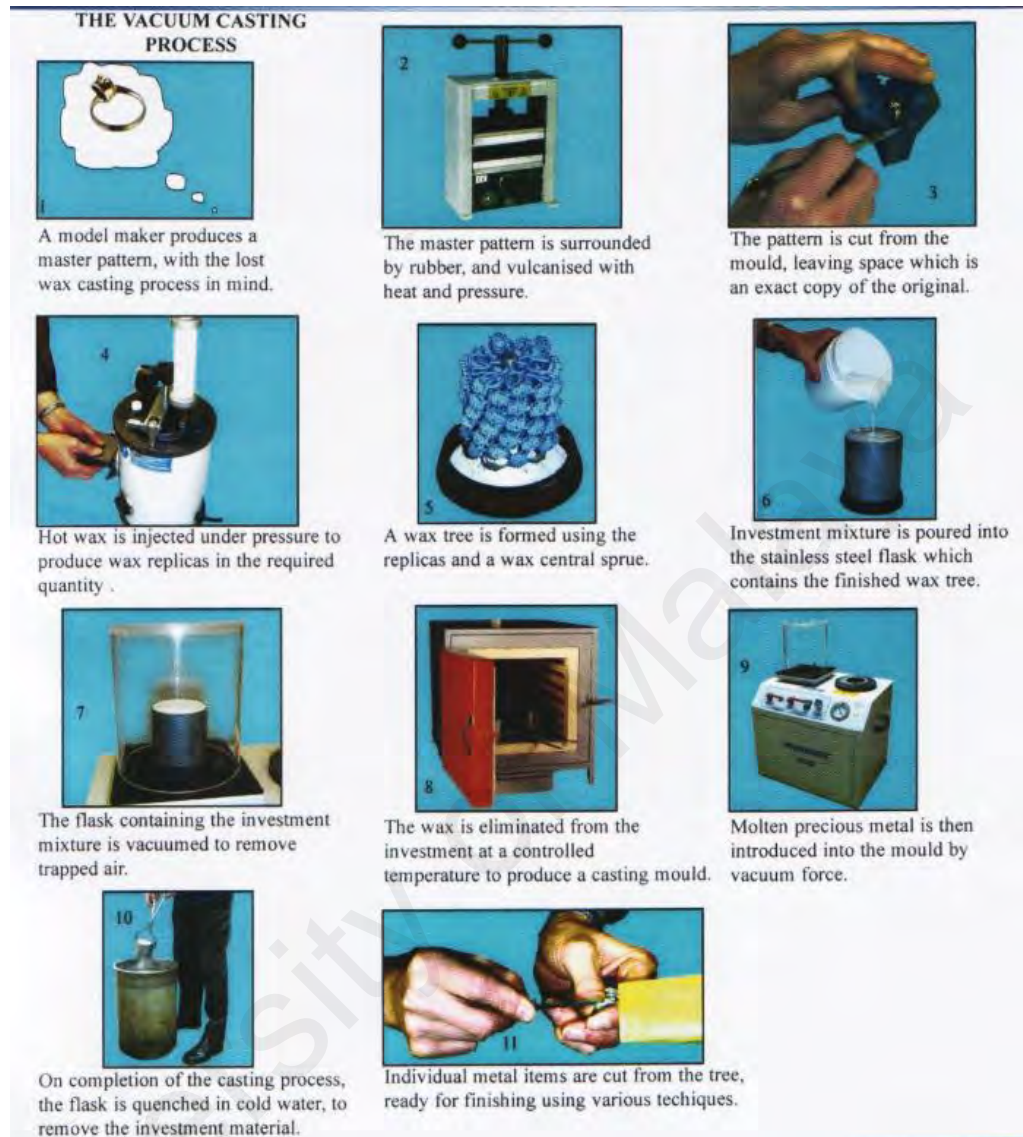 THE VACUUM CASTING
PROCESS
1
A model maker produces a
master pattern, with the lost
wax casting process in mind.
2
The master pattern is surrounded
by rubber, and vulcanised with
heat and pressure.
3
The pattern is cut from the
mould, leaving space which is
an exact copy of the original.
4
Hot wax is injected under pressure to
produce wax replicas in the required
quantity .
5
A wax tree is formed using the
replicas and a wax central sprue.
6
Investment mixture is poured into
the stainless steel flask which
contains the finished wax tree.
7
The flask containing the investment
mixture is vacuumed to remove
trapped air.
8
The wax is eliminated from the
investment at a controlled
temperature to produce a casting mould.
9
Molten precious metal is then
introduced into the mould by
vacuum force.
10
On completion of the casting process,
the flask is quenched in cold water, to
remove the investment material.
11
Individual metal items are cut from the tree,
ready for finishing using various techiques.
sity of Malaya